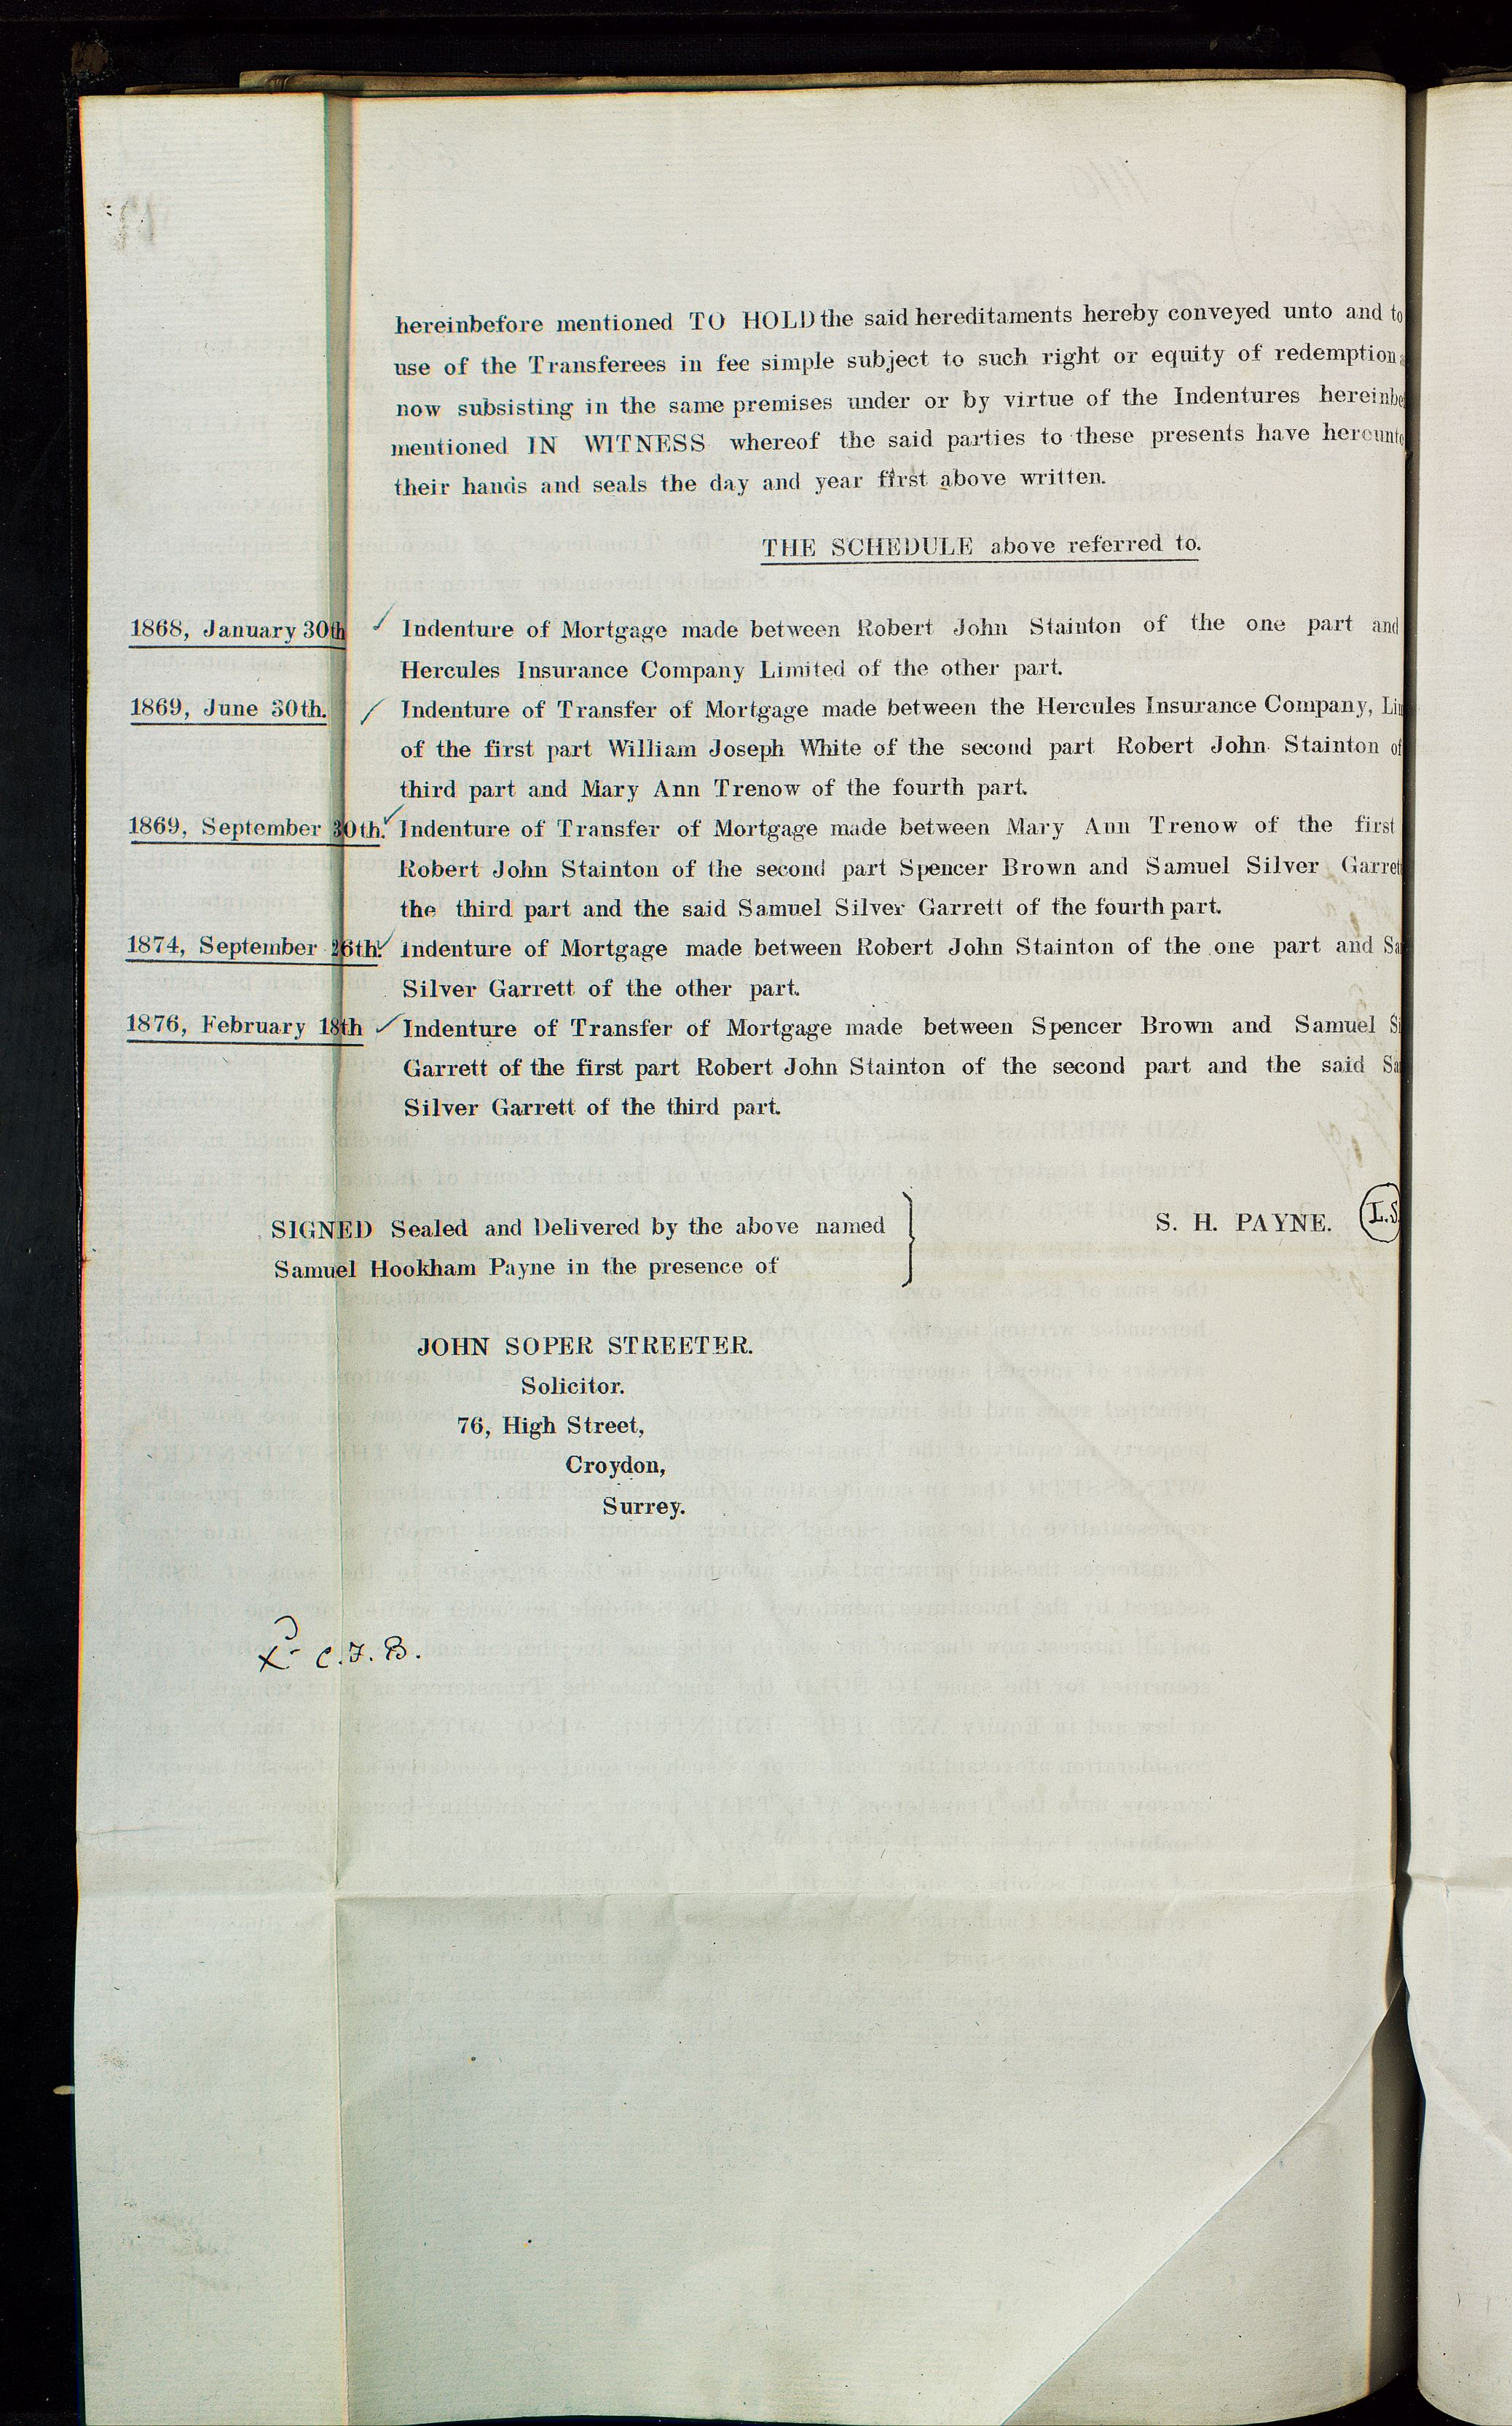 hereinbefore mentioned TO HOLD the said hereditaments hereby conveyed unto and to
use of the Transferees in fee simple subject to such right or equity of redemption
now subsisting in the same premises under or by virtue of the Indentures hereinbe
mentioned IN WITNESS whereof the said parties to these presents have hereunto
their hands and seals the day and year first above written.
THE SCHEDULE above referred to.
1868, January 30th Indenture of Mortgage made between Robert John Stainton of the one part and
Hercules Insurance Company Limited of the other part.
1869, June 30th. Indenture of Transfer of Mortgage made between the Hercules Insurance Company, Li
of the first part William Joseph White of the second part Robert John Stainton of
third part and Mary Ann Trenow of the fourth part.
1869, September 30th. Indenture of Transfer of Mortgage made between Mary Ann Trenow of the first
Robert John Stainton of the second part Spencer Brown and Samuel Silver Garrett
the third part and the said Samuel Silver Garrett of the fourth part.
1874, September 26th. Indenture of Mortgage made between Robert John Stainton of the one part and Sa
Silver Garrett of the other part.
1876, February 18th Indenture of Transfer of Mortgage made between Spencer Brown and Samuel Si
Garrett of the first part Robert John Stainton of the second part and the said Sa
Silver Garrett of the third part.
SIGNED Sealed and Delivered by the above named
Samuel Hookham Payne in the presence of
S. H. PAYNE. L.S
JOHN SOPER STREETER.
Solicitor.
76, High Street,
Croydon,
Surrey.
C.F.B.